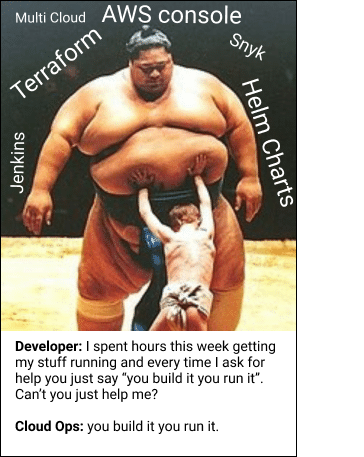 Multi Cloud
AWS console
Snyk
Terraform
Helm Charts
Jenkins
Developer: I spent hours this week getting
my stuff running and every time I ask for
help you just say “you build it you run it”.
Can’t you just help me?
Cloud Ops: you build it you run it.